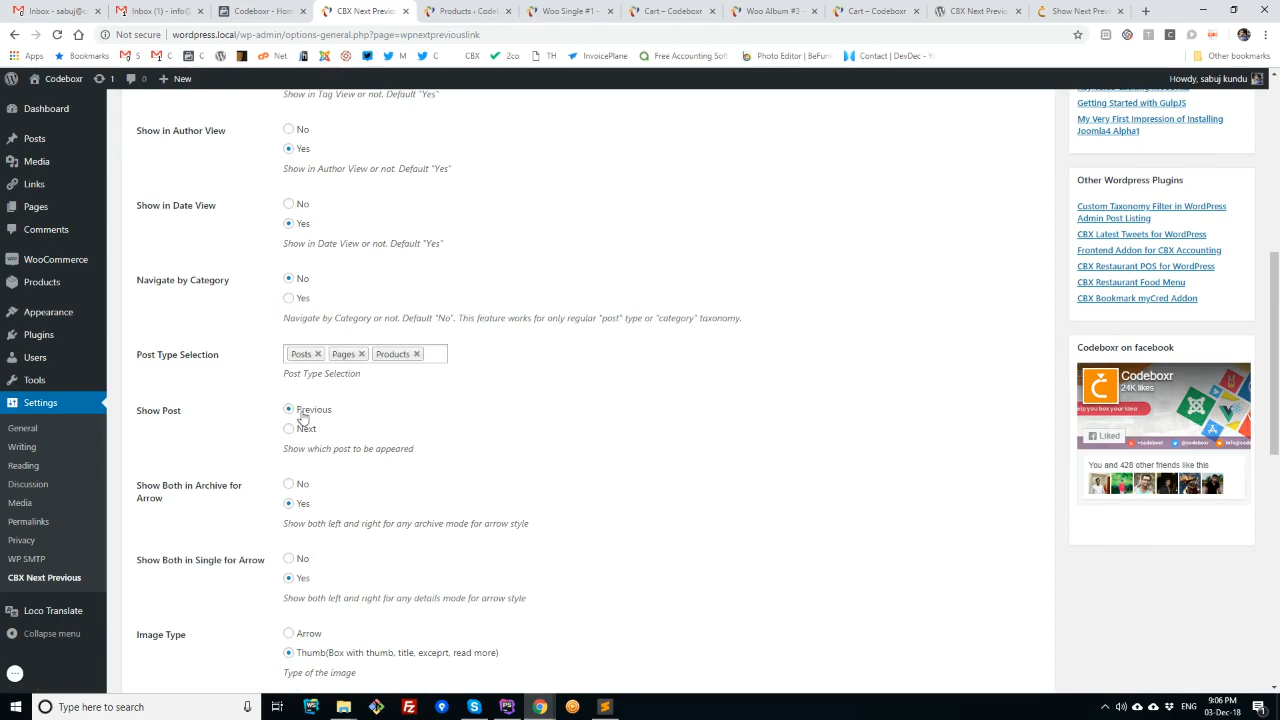 Inbox - sabuj@c
Inbox (1) - info@
Codeboxr - Hom
CBX Next Previou
Products - Codeb
Woo Single #1 –
Cart – Codeboxr
Woo Album #3 –
Cart – Codeboxr
CBX Next Previou
Show Next Previ
Not secure | wordpress.local/wp-admin/options-general.php?page=wpnextpreviouslink
Apps Bookmarks S C Net M C CBX 2co TH InvoicePlane Free Accounting Soft Photo Editor | BeFun Contact | DevDec - Yo Other bookmarks
Codeboxr 1 0 New Howdy, sabuj kundu
Dashboard
Posts
Media
Links
Pages
Comments
WooCommerce
Products
Appearance
Plugins
Users
Tools
Settings
General
Writing
Reading
Discussion
Media
Permalinks
Privacy
WP SMTP
CBX Next Previous
Loco Translate
Collapse menu
Show in Tag View or not. Default "Yes"
Show in Author View
No
Yes
Show in Author View or not. Default "Yes"
Show in Date View
No
Yes
Show in Date View or not. Default "Yes"
Navigate by Category
No
Yes
Navigate by Category or not. Default "No". This feature works for only regular "post" type or "category" taxonomy.
Post Type Selection
Posts Pages Products
Post Type Selection
Show Post
Previous
Next
Show which post to be appeared
Show Both in Archive for
Arrow
No
Yes
Show both left and right for any archive mode for arrow style
Show Both in Single for Arrow
No
Yes
Show both left and right for any details mode for arrow style
Image Type
Arrow
Thumb(Box with thumb, title, exceprt, read more)
Type of the image
Getting Started with GulpJS
My Very First Impression of Installing
Joomla4 Alpha1
Other Wordpress Plugins
Custom Taxonomy Filter in WordPress
Admin Post Listing
CBX Latest Tweets for WordPress
Frontend Addon for CBX Accounting
CBX Restaurant POS for WordPress
CBX Restaurant Food Menu
CBX Bookmark myCred Addon
Codeboxr on facebook
Codeboxr
24K likes
elp you box your idea
Liked
You and 428 other friends like this
Type here to search
ENG
9:06 PM
03-Dec-18